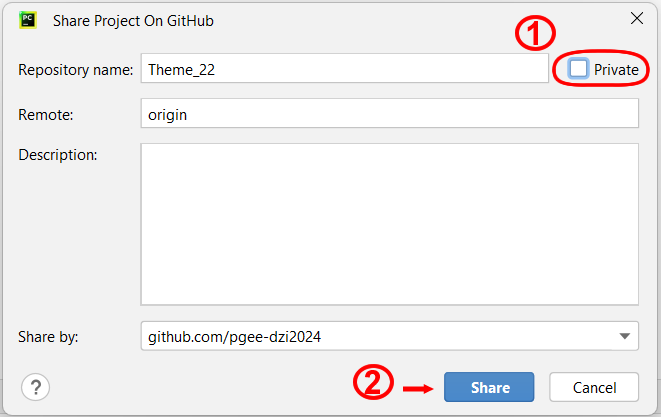 PC Share Project On GitHub
1
Repository name: Theme_22 Private
Remote: origin
Description:
Share by: github.com/pgee-dzi2024
? 2 Share Cancel